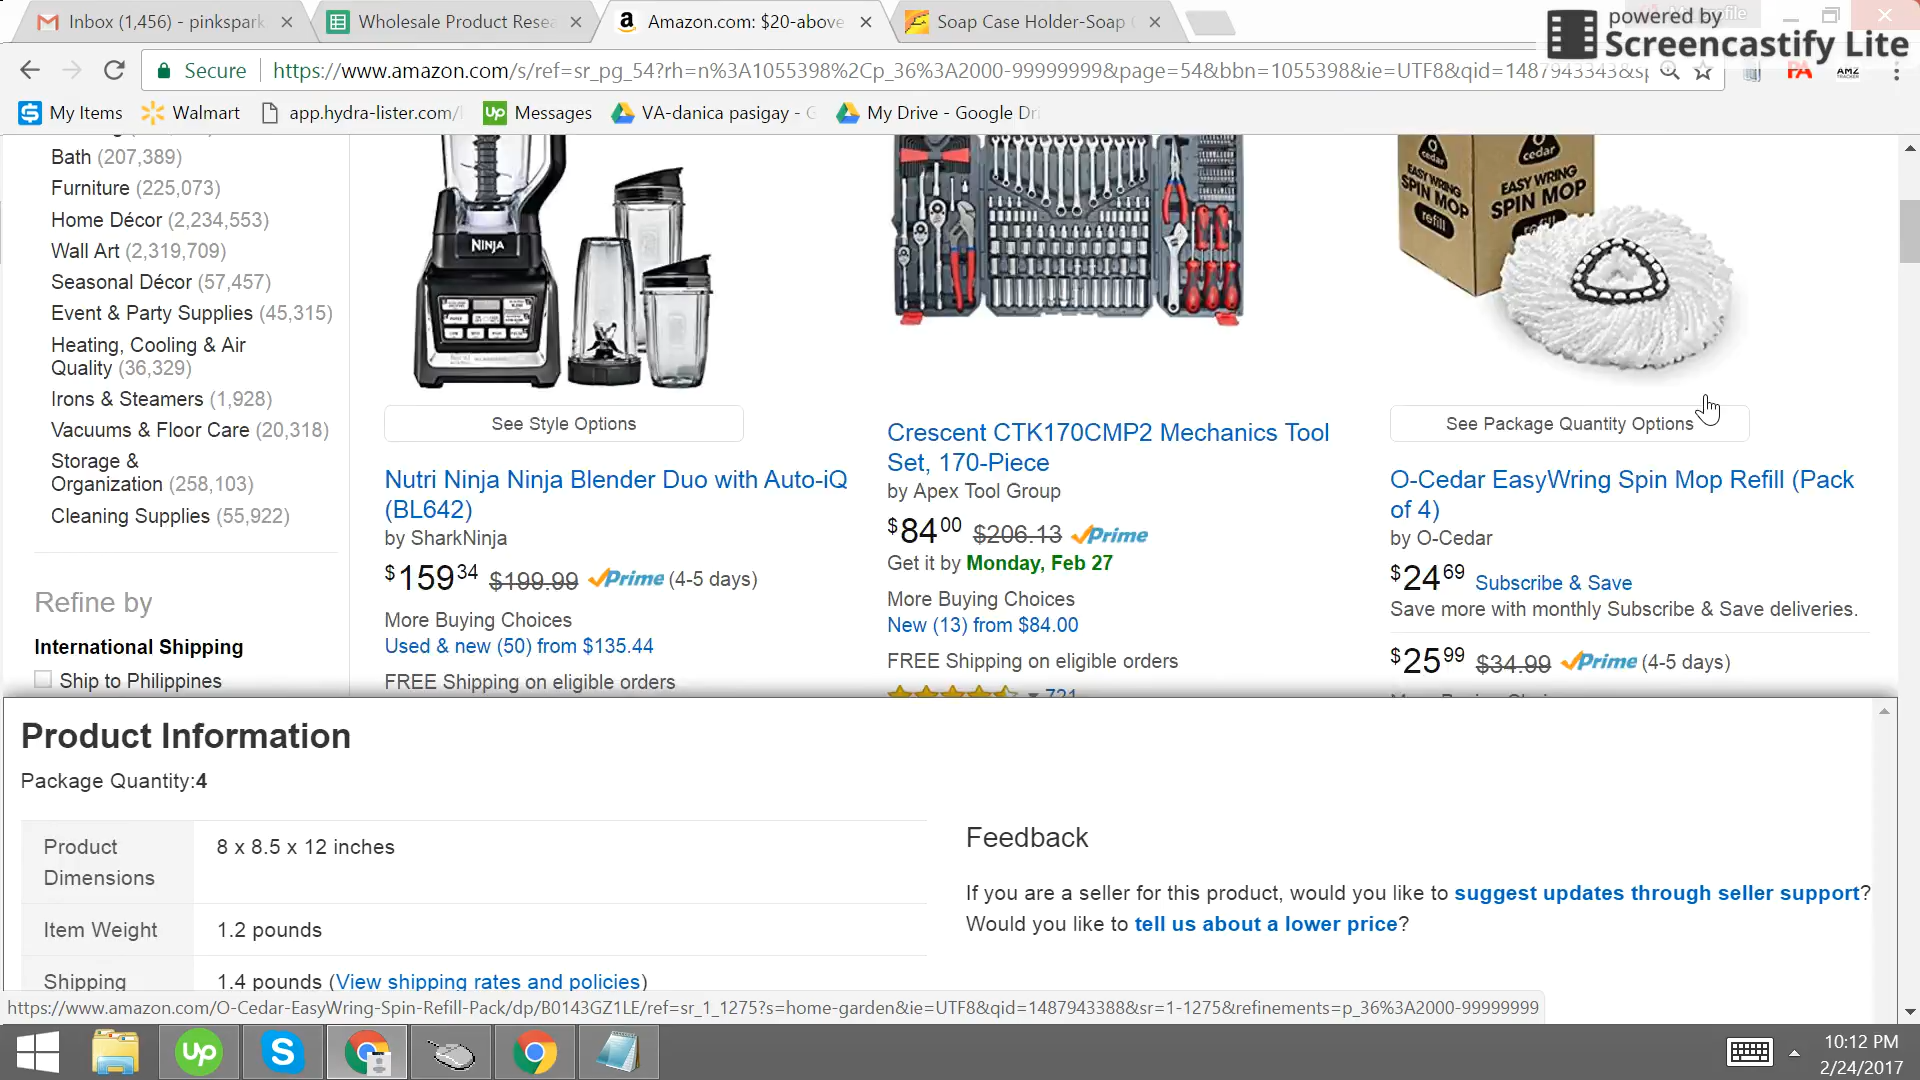 Inbox (1,456) - pinkspark
Wholesale Product Resea
Amazon.com: $20-above
Soap Case Holder-Soap
powered by
Screencastify Lite
Secure
https://www.amazon.com/s/ref=sr_pg_54?rh=n%3A1055398%2Cp_36%3A2000-99999999&page=54&bbn=1055398&ie=UTF8&qid=1487943343&s
My Items
Walmart
app.hydra-lister.com/
Up Messages
VA-danica pasigay - G
My Drive - Google Dri
Bath (207,389)
Furniture (225,073)
Home Décor (2,234,553)
Wall Art (2,319,709)
Seasonal Décor (57,457)
Event & Party Supplies (45,315)
Heating, Cooling & Air
Quality (36,329)
Irons & Steamers (1,928)
Vacuums & Floor Care (20,318)
Storage &
Organization (258,103)
Cleaning Supplies (55,922)
Refine by
International Shipping
Ship to Philippines
NINJA
See Style Options
Nutri Ninja Ninja Blender Duo with Auto-iQ
(BL642)
by SharkNinja
$159 34 $199.99 Prime (4-5 days)
More Buying Choices
Used & new (50) from $135.44
FREE Shipping on eligible orders
Crescent CTK170CMP2 Mechanics Tool
Set, 170-Piece
by Apex Tool Group
$84 00 $206.13 Prime
Get it by Monday, Feb 27
More Buying Choices
New (13) from $84.00
FREE Shipping on eligible orders
721
cedar
EASY WRING
SPIN MOP
refill
cedar
EASY WRING
SPIN MOP
See Package Quantity Options
O-Cedar EasyWring Spin Mop Refill (Pack
of 4)
by O-Cedar
$24 69 Subscribe & Save
Save more with monthly Subscribe & Save deliveries.
$25 99 $34.99 Prime (4-5 days)
Product Information
Package Quantity:4
Product
Dimensions
8 x 8.5 x 12 inches
Item Weight
1.2 pounds
Shipping
1.4 pounds (View shipping rates and policies)
Feedback
If you are a seller for this product, would you like to suggest updates through seller support?
Would you like to tell us about a lower price?
https://www.amazon.com/O-Cedar-EasyWring-Spin-Refill-Pack/dp/B0143GZ1LE/ref=sr_1_1275?s=home-garden&ie=UTF8&qid=1487943388&sr=1-1275&refinements=p_36%3A2000-99999999
Up
10:12 PM
2/24/2017